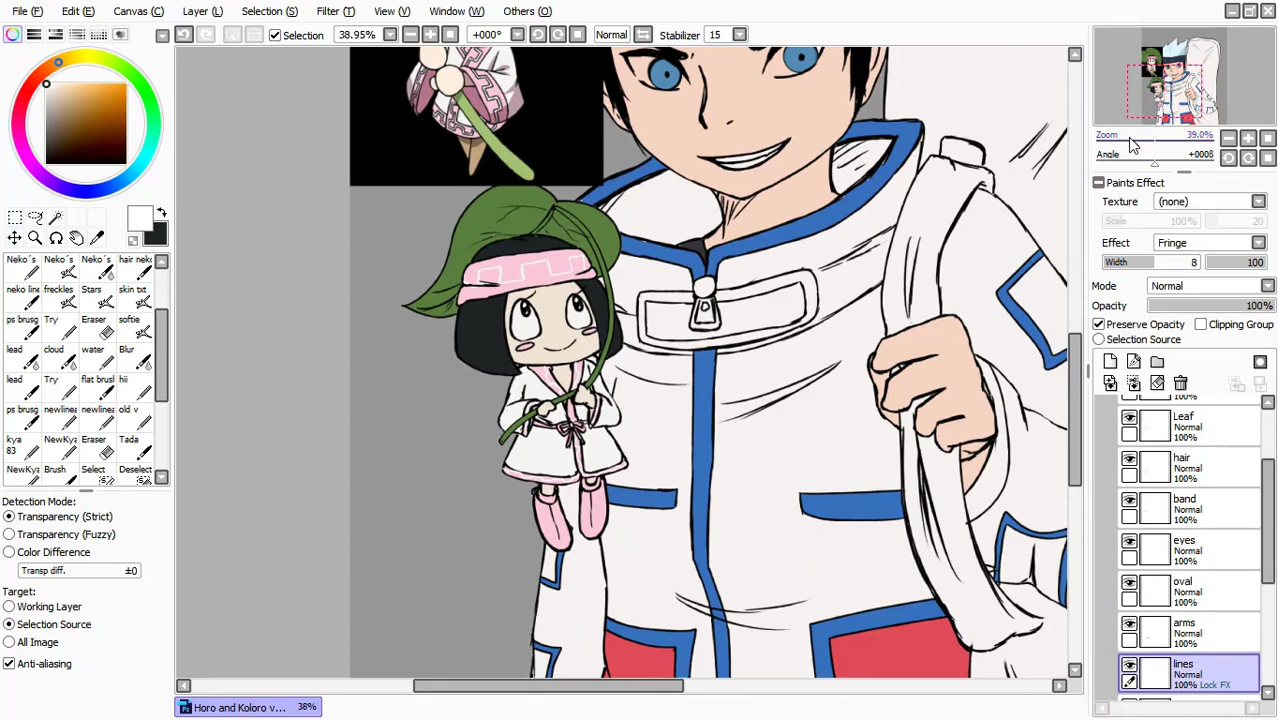 File (F) Edit (E) Canvas (C) Layer (L) Selection (S) Filter (T) View (V) Window (W) Others (O)
Selection 38.95% +000° Normal Stabilizer 15
Zoom 39.0%
Angle +0008
Paints Effect
Texture (none)
Scale 100% 20
Effect Fringe
Width 8 100
Mode Normal
Opacity 100%
Preserve Opacity Clipping Group
Selection Source
100%
Leaf
Normal
100%
hair
Normal
100%
band
Normal
100%
eyes
Normal
100%
oval
Normal
100%
arms
Normal
100%
lines
Normal
100% Lock FX
Neko´s Neko´s Neko´s hair neko
neko line freckles Stars skin txt
ps brusg Try Eraser softie
lead cloud water Blur
lead Try flat brusl hii
ps brusg newlinea newlinea old v
kya 83 NewKya Eraser Tada
NewKya Brush Select Deselect
Detection Mode:
Transparency (Strict)
Transparency (Fuzzy)
Color Difference
Transp diff. ±0
Target:
Working Layer
Selection Source
All Image
Anti-aliasing
Horo and Koloro v... 38%